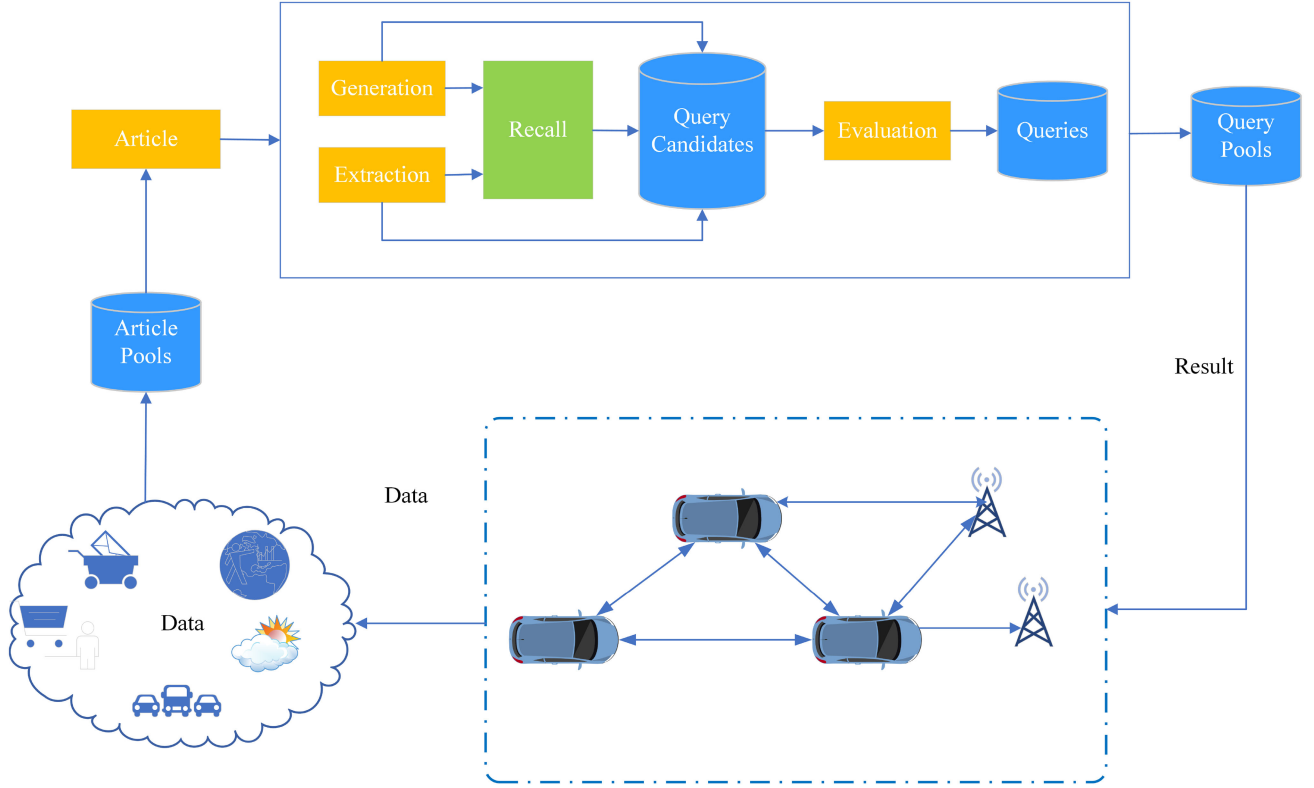 Article
Generation
Extraction
Recall
Query
Candidates
Evaluation
Queries
Query
Pools
Article
Pools
Result
Data
Data